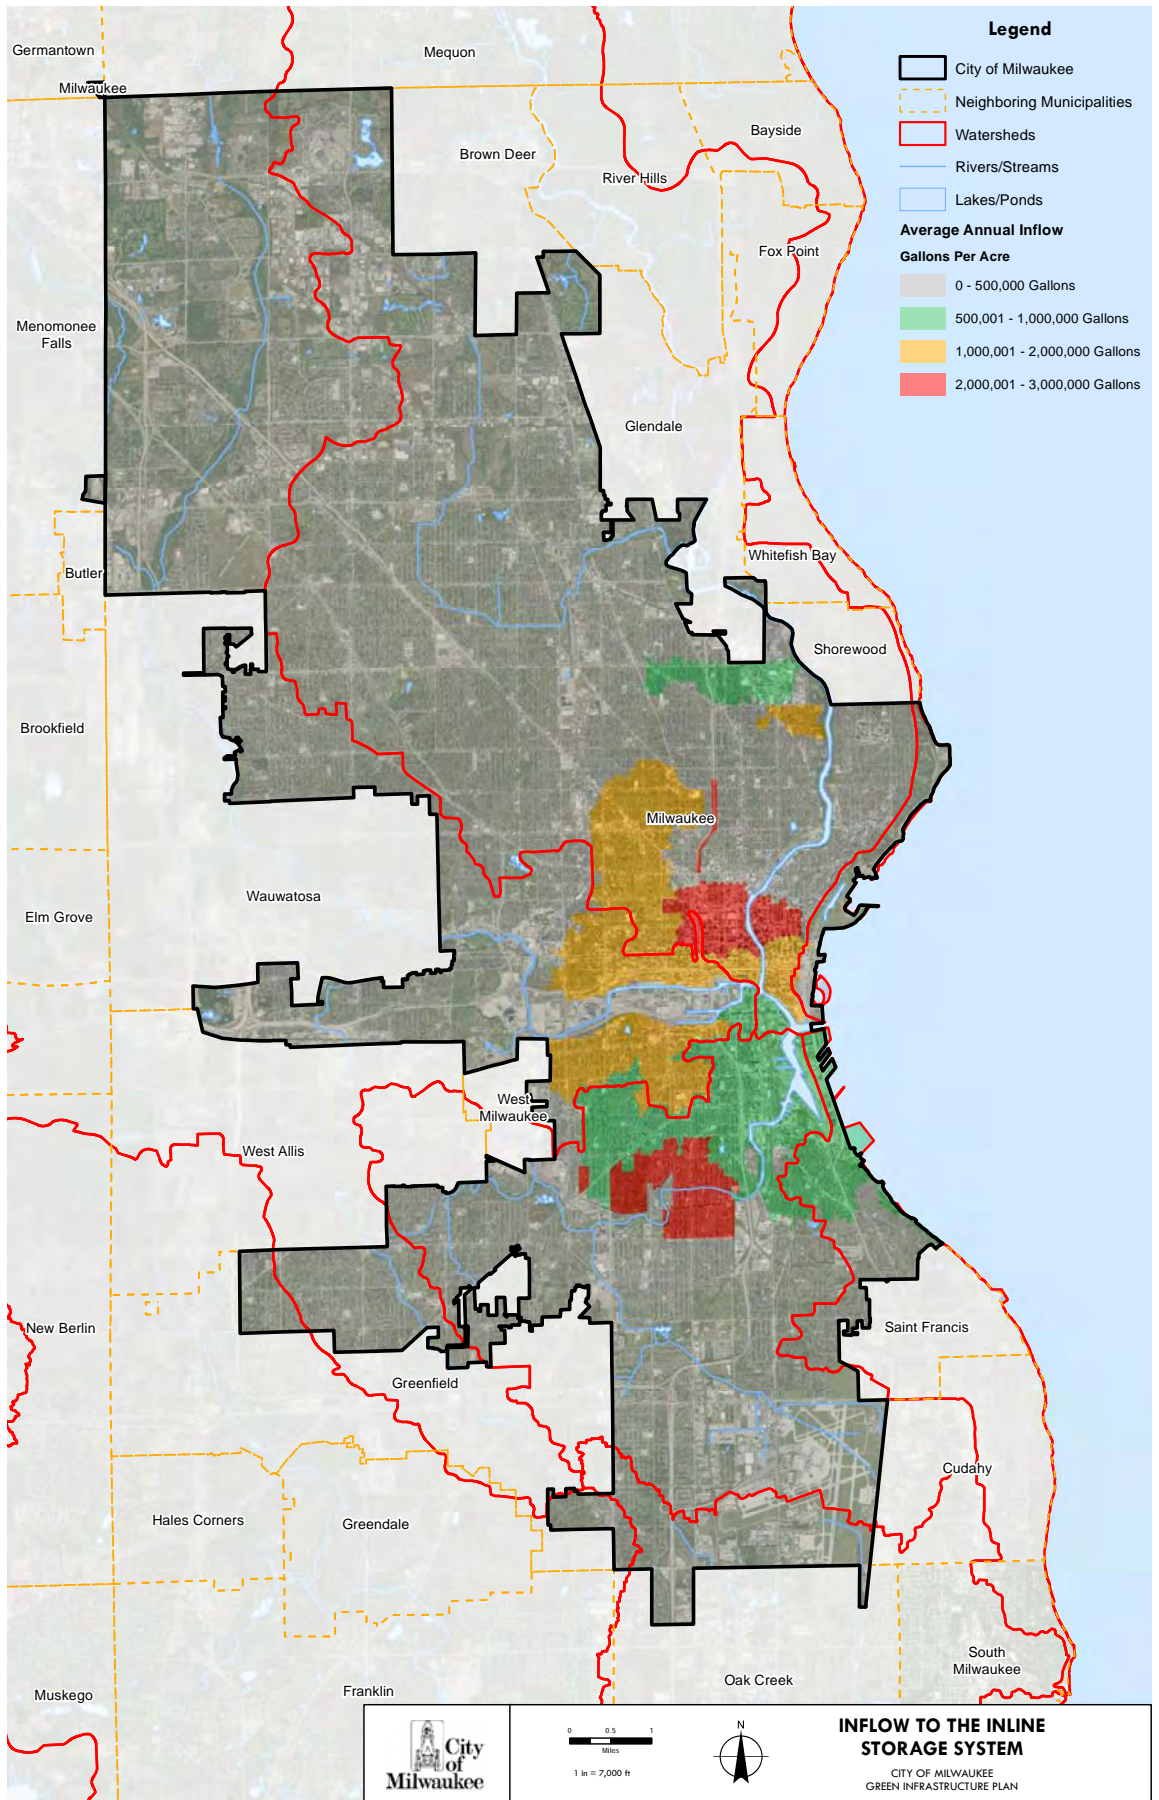 Legend
City of Milwaukee
Neighboring Municipalities
Watersheds
Rivers/Streams
Lakes/Ponds
Average Annual Inflow
Gallons Per Acre
0 - 500,000 Gallons
500,001 - 1,000,000 Gallons
1,000,001 - 2,000,000 Gallons
2,000,001 - 3,000,000 Gallons
Germantown
Mequon
Milwaukee
Bayside
Brown Deer
River Hills
Fox Point
Menomonee
Falls
Glendale
Whitefish Bay
Butler
Shorewood
Brookfield
Milwaukee
Wauwatosa
Elm Grove
West
Milwaukee
West Allis
New Berlin
Saint Francis
Greenfield
Cudahy
Hales Corners
Greendale
South
Milwaukee
Oak Creek
Muskego
Franklin
City
of
Milwaukee
0 0.5 1
Miles
1 in = 7,000 ft
N
INFLOW TO THE INLINE
STORAGE SYSTEM
CITY OF MILWAUKEE
GREEN INFRASTRUCTURE PLAN